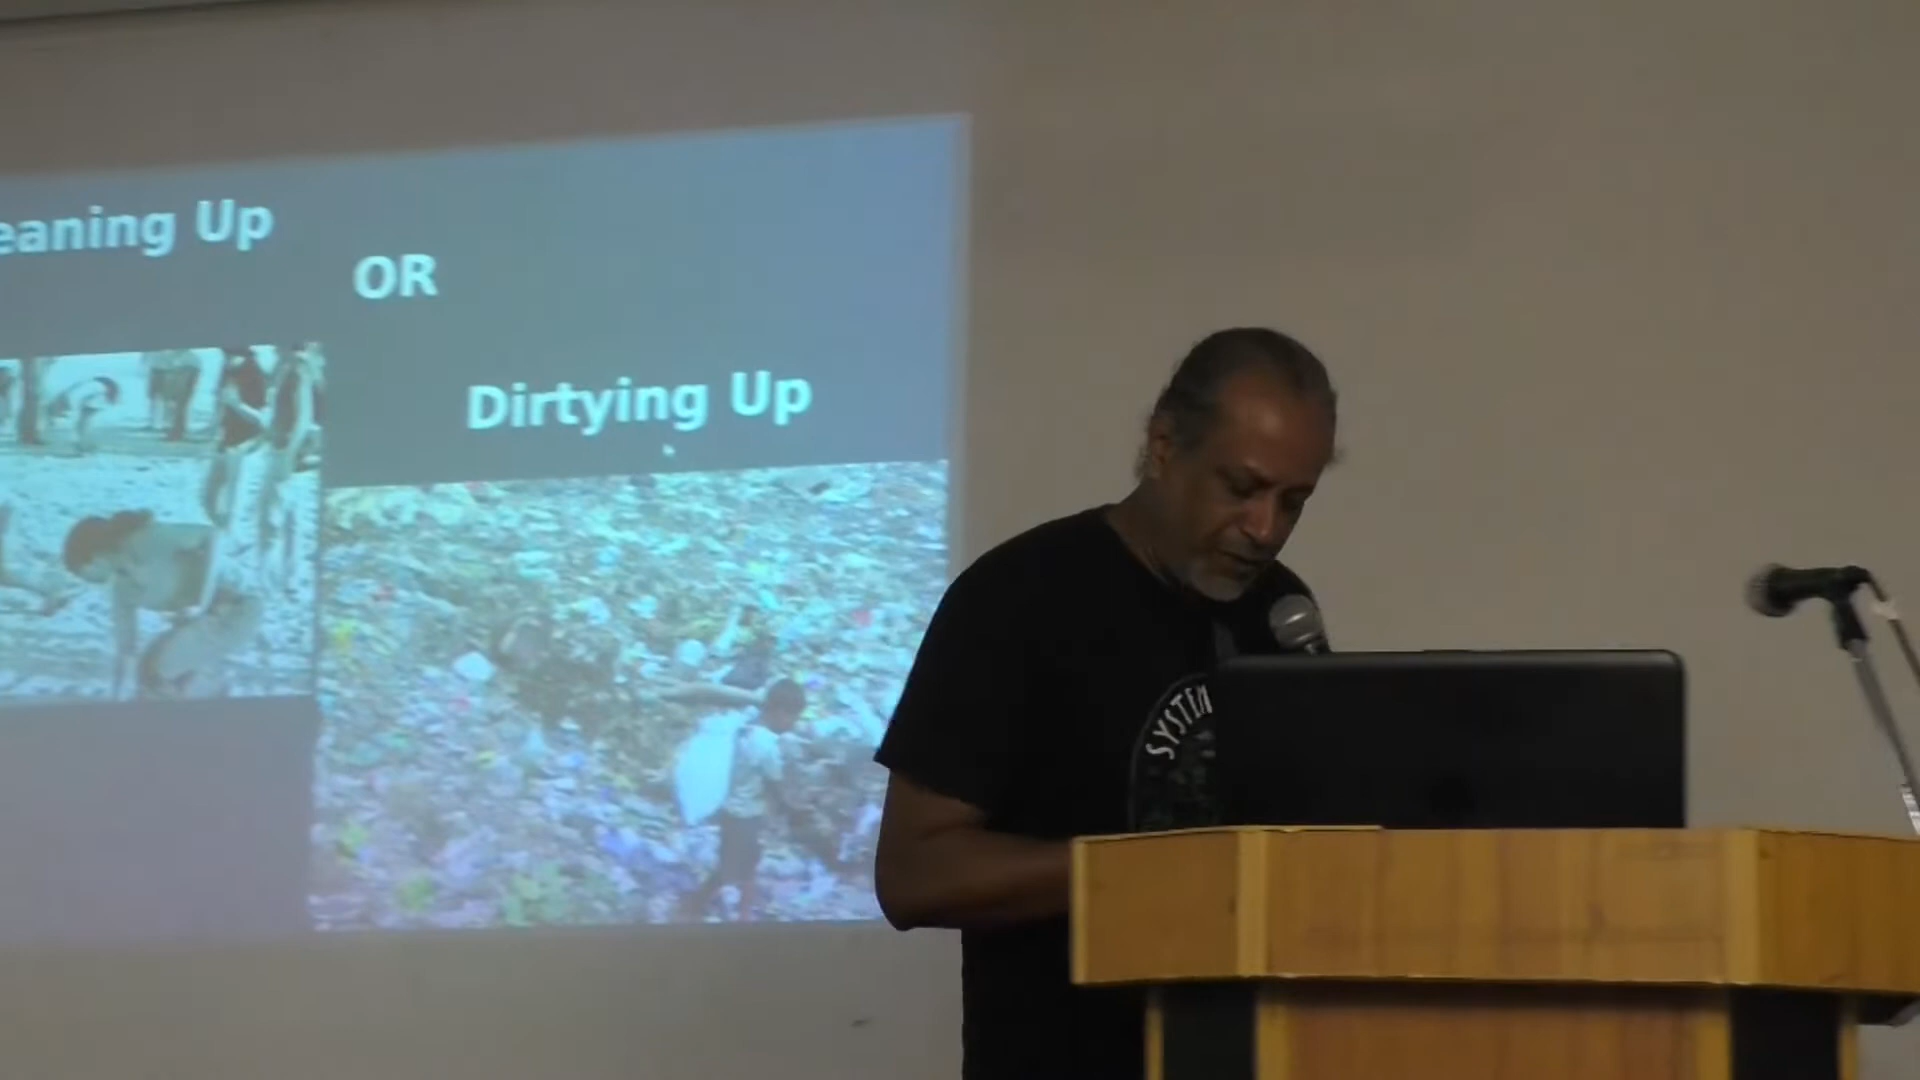 eaning Up
OR
Dirtying Up
SYSTEM